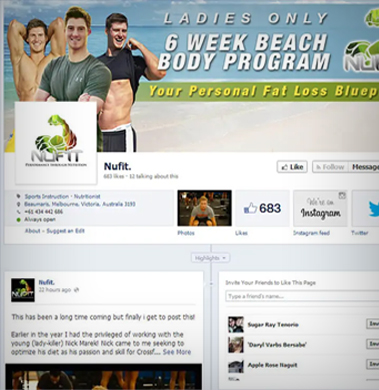 LADIES ONLY
6 WEEK BEACH
BODY PROGRAM
NUFIT
Your Personal Fat Loss Bluep
NUFIT
Nufit.
683 likes · 12 talking about this
Like
Follow
Message
Sports Instruction · Nutritionist
Beaumaris, Melbourne, Victoria, Australia 3193
+61 434 442 686
Always open
About · Suggest an Edit
683
We're on
Instagram
Photos
Likes
Instagram feed
Twitter
Highlights
Nufit.
22 hours ago
This has been a long time coming but finally i get to post this!
Earlier in the year I had the privileged of working with the
young (lady-killer) Nick Marek! Nick came to me seeking to
optimize his diet as his passion and skill for Crossf.... See More
Invite Your Friends to Like This Page
Type a friend's name...
Sugar Ray Tenorio
Inv
'Daryl Varbs Bersabe'
Inv
Apple Rose Naguit
Inv